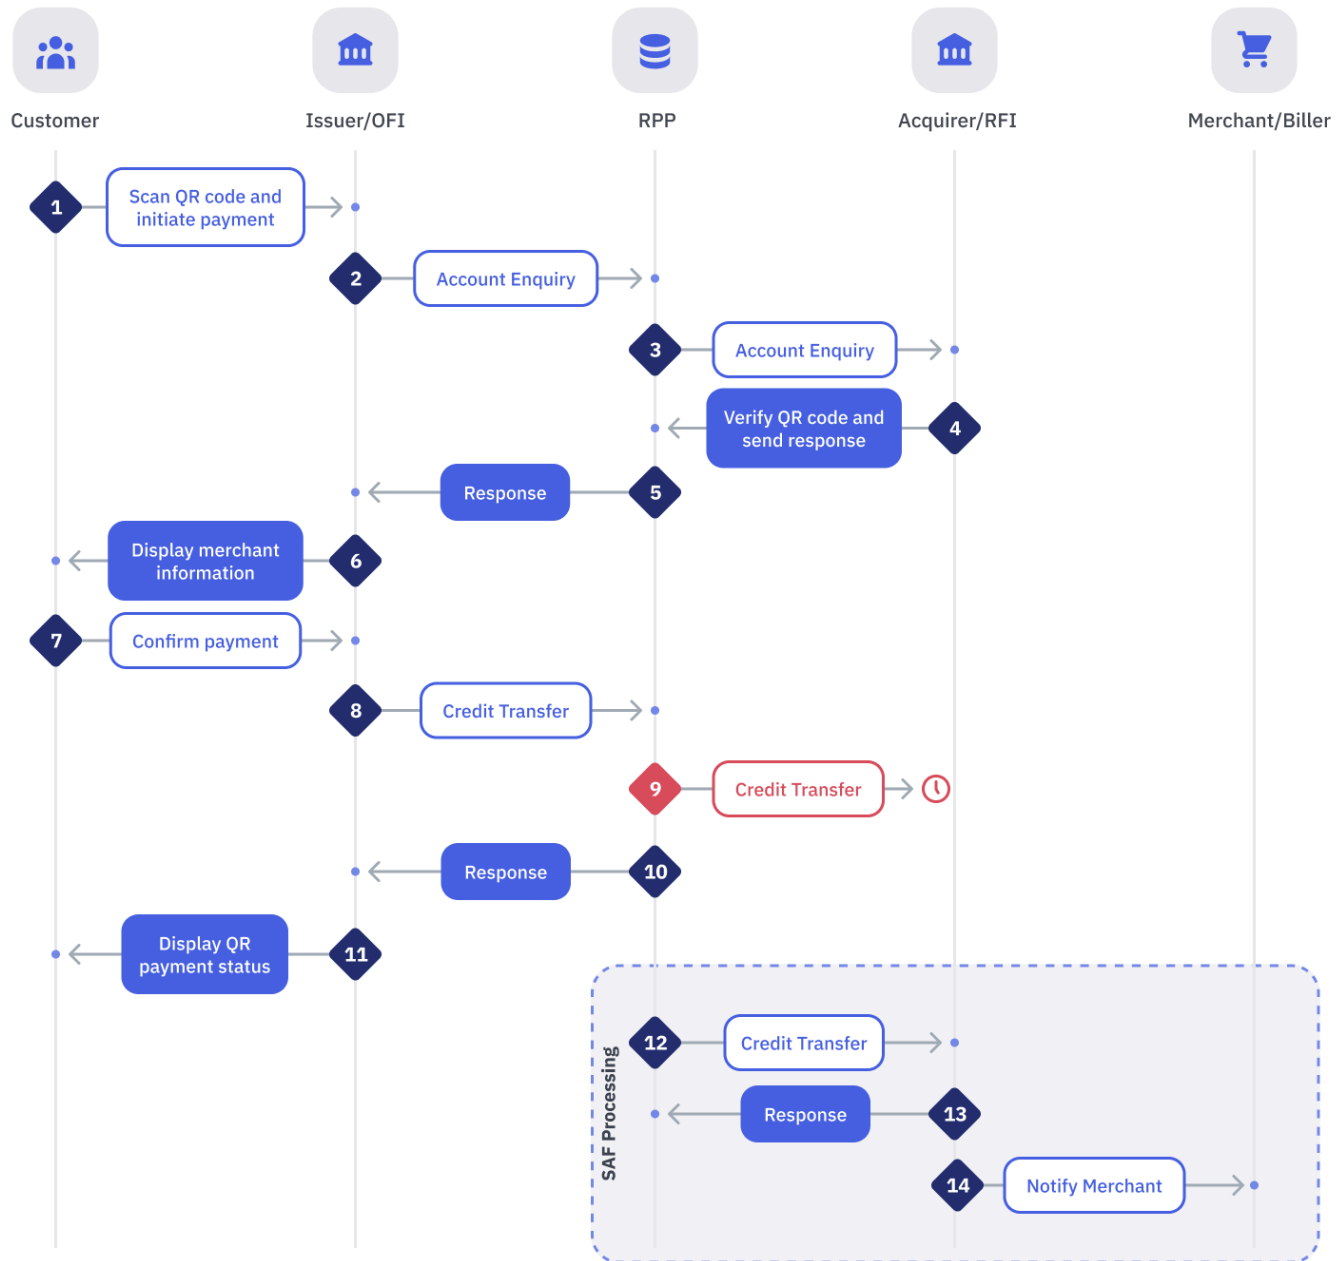 Customer
Issuer/OFI
RPP
Acquirer/RFI
Merchant/Biller
1
Scan QR code and
initiate payment
2
Account Enquiry
3
Account Enquiry
Verify QR code and
send response
4
Response
5
Display merchant
information
6
7
Confirm payment
8
Credit Transfer
9
Credit Transfer
Response
10
Display QR
payment status
11
SAF Processing
12
Credit Transfer
Response
13
14
Notify Merchant